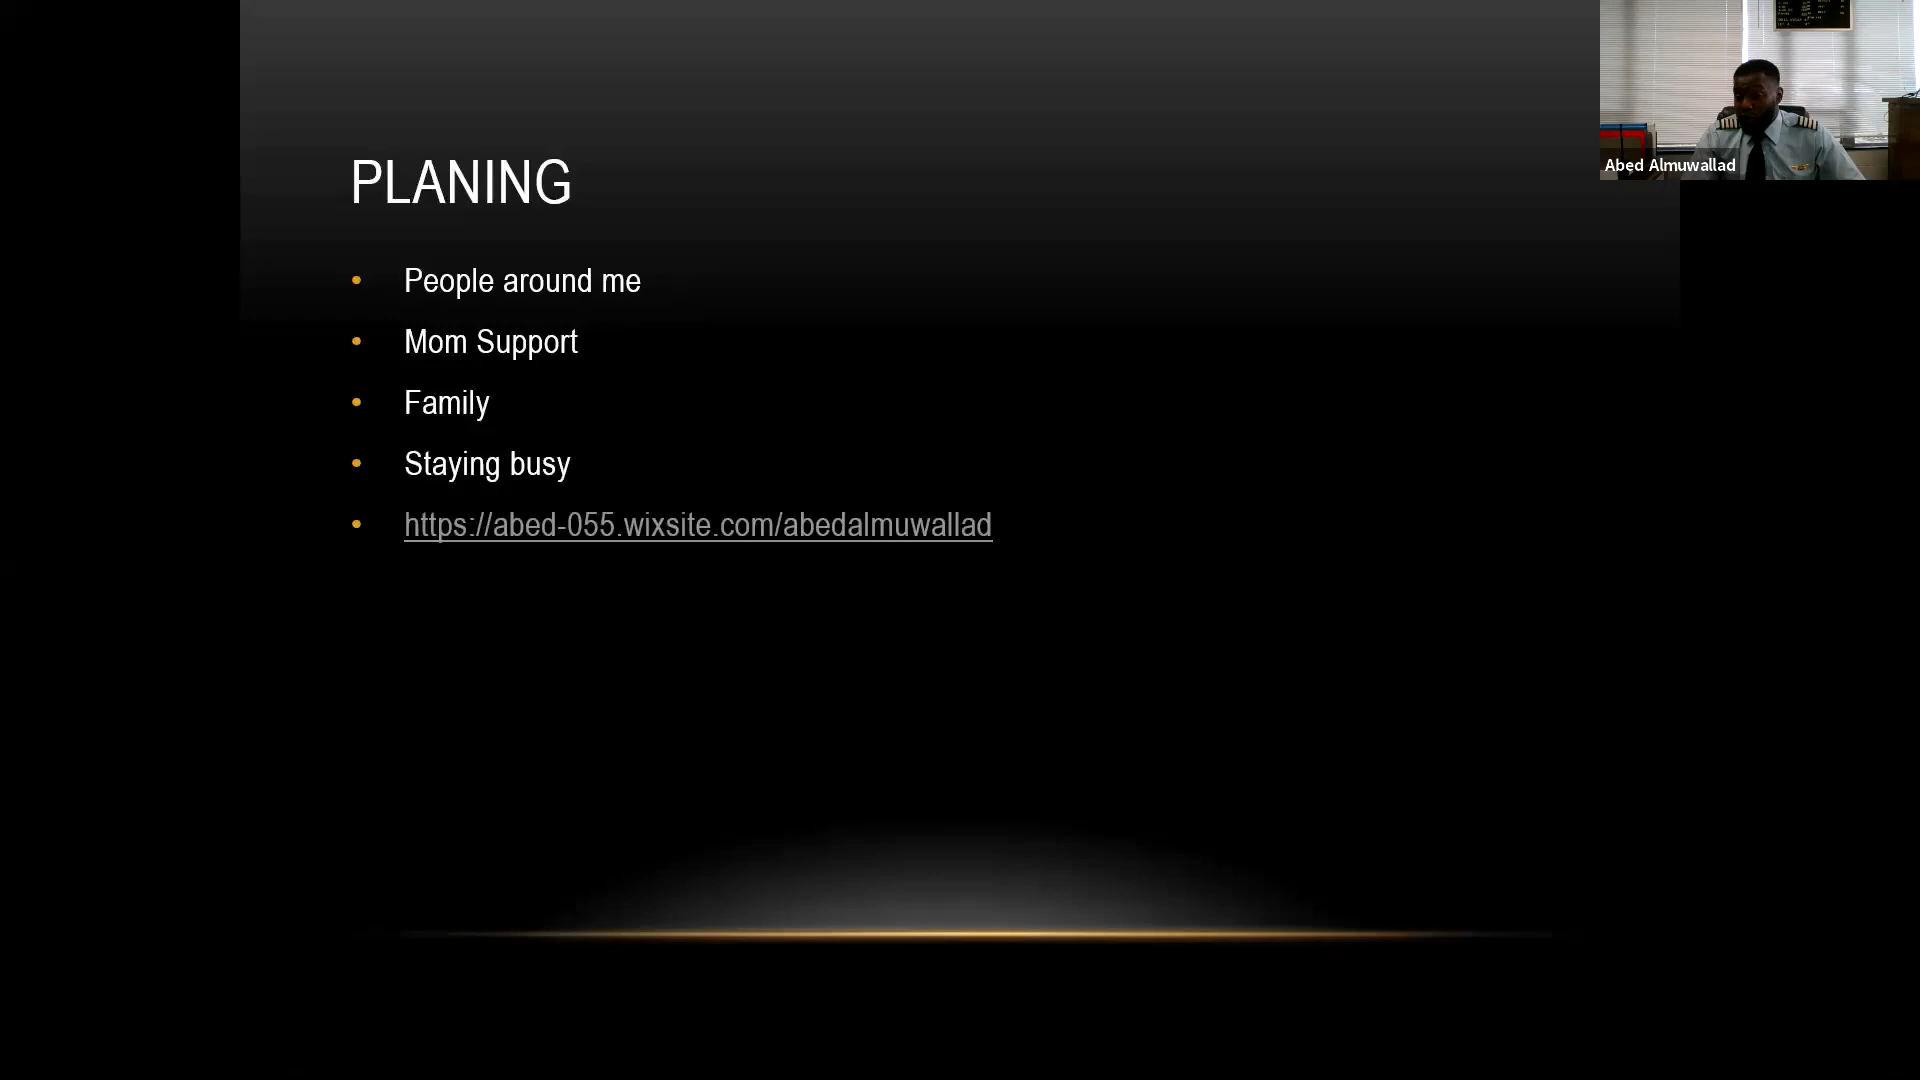 PLANING
People around me
Mom Support
Family
Staying busy
https://abed-055.wixsite.com/abedalmuwallad
Abed Almuwallad